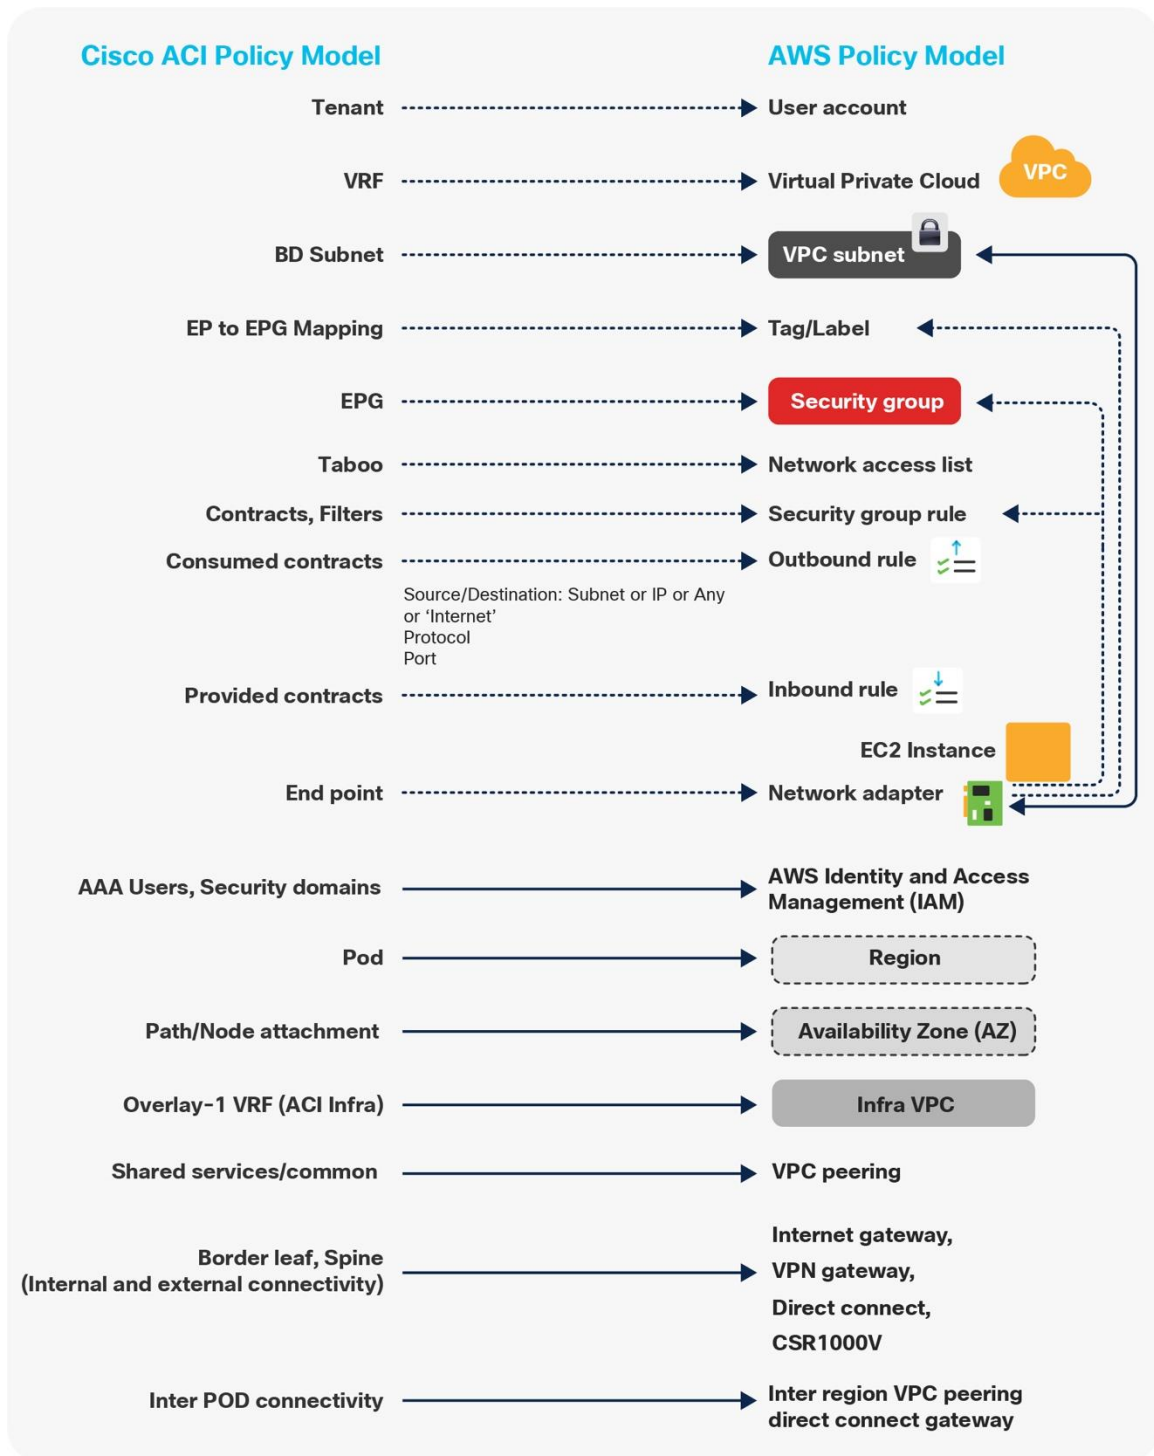 Cisco ACI Policy Model AWS Policy Model
Tenant User account
VRF Virtual Private Cloud VPC
BD Subnet VPC subnet
EP to EPG Mapping Tag/Label
EPG Security group
Taboo Network access list
Contracts, Filters Security group rule
Consumed contracts Outbound rule
Source/Destination: Subnet or IP or Any
or ‘Internet’
Protocol
Port
Provided contracts Inbound rule
EC2 Instance
End point Network adapter
AAA Users, Security domains AWS Identity and Access
Management (IAM)
Pod Region
Path/Node attachment Availability Zone (AZ)
Overlay-1 VRF (ACI Infra) Infra VPC
Shared services/common VPC peering
Border leaf, Spine
(Internal and external connectivity)
Internet gateway,
VPN gateway,
Direct connect,
CSR1000V
Inter POD connectivity Inter region VPC peering
direct connect gateway